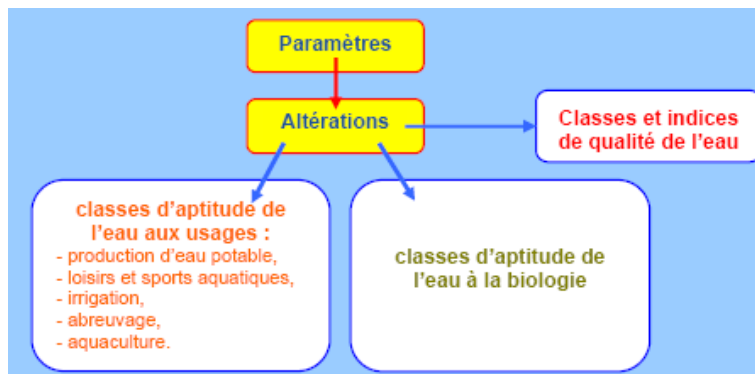 Paramètres
Altérations
Classes et indices
de qualité de l'eau
classes d'aptitude de
l'eau aux usages :
- production d'eau potable,
- loisirs et sports aquatiques,
- irrigation,
- abreuvage,
- aquaculture.
classes d'aptitude de
l'eau à la biologie